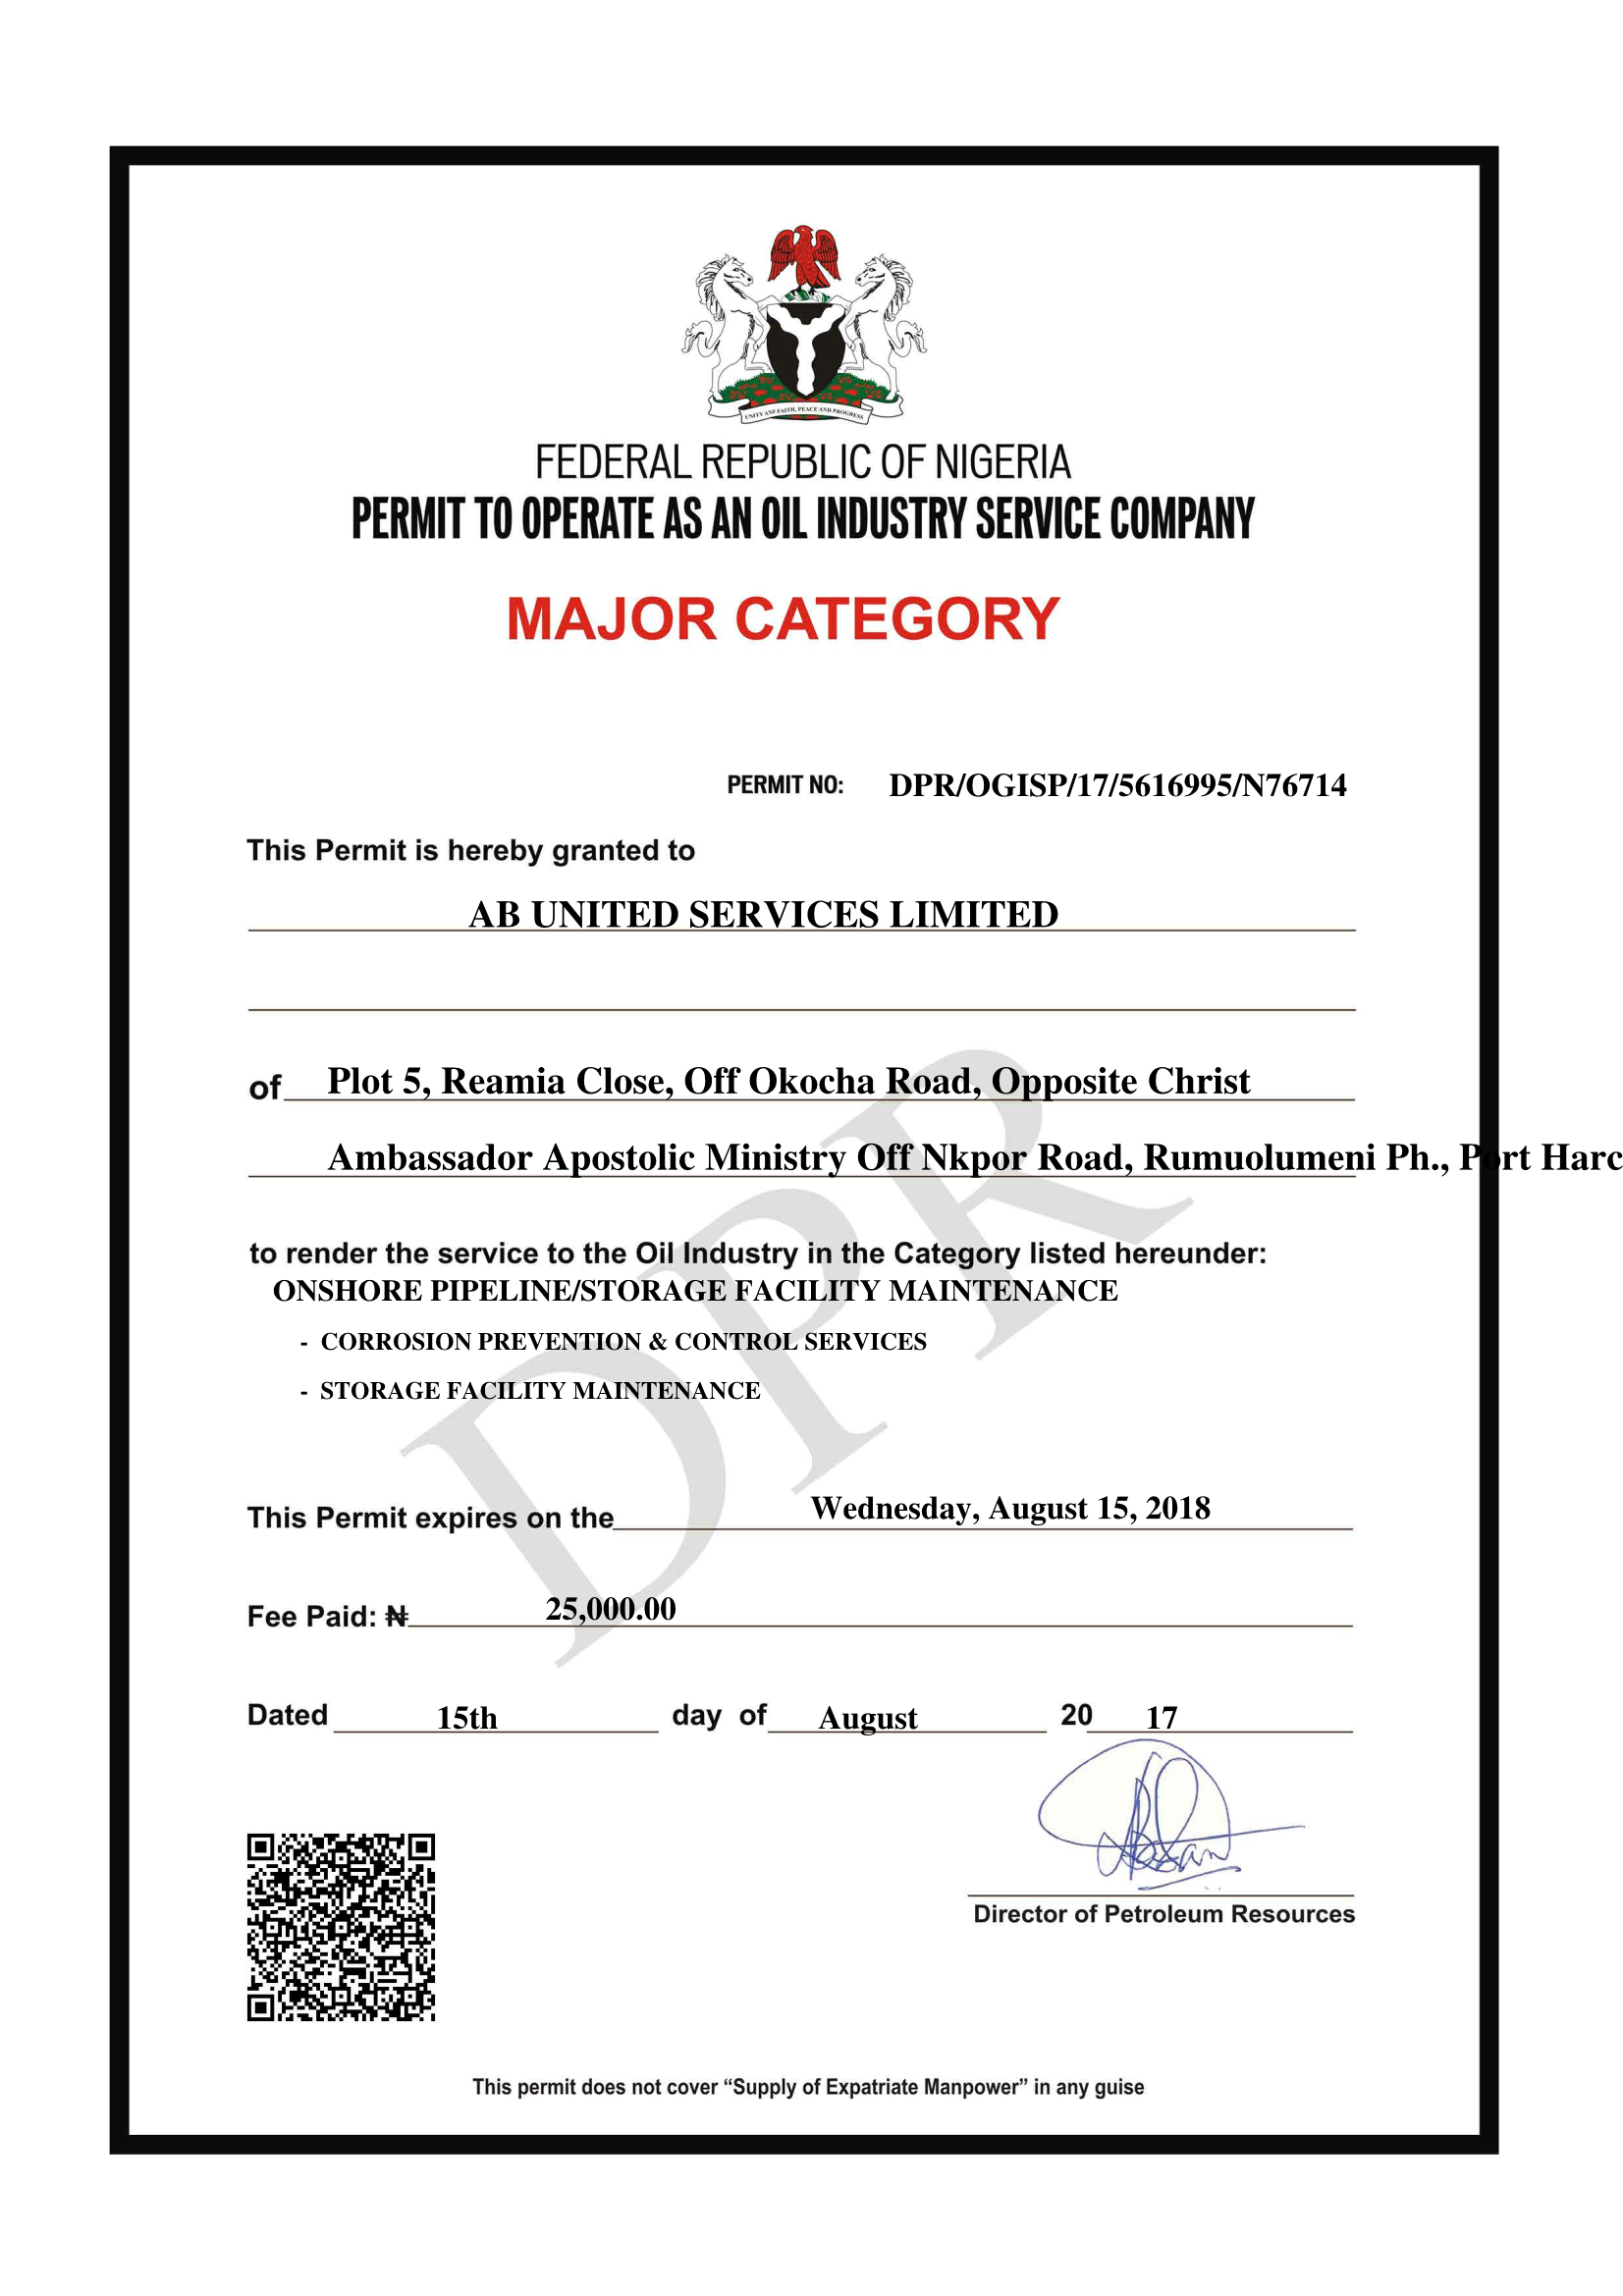 UNITY ANF FAITH, PEACE AND PROGRESS
FEDERAL REPUBLIC OF NIGERIA
PERMIT TO OPERATE AS AN OIL INDUSTRY SERVICE COMPANY
MAJOR CATEGORY
PERMIT NO: DPR/OGISP/17/5616995/N76714
This Permit is hereby granted to
AB UNITED SERVICES LIMITED
of Plot 5, Reamia Close, Off Okocha Road, Opposite Christ
Ambassador Apostolic Ministry Off Nkpor Road, Rumuolumeni Ph., Port Harc
to render the service to the Oil Industry in the Category listed hereunder:
ONSHORE PIPELINE/STORAGE FACILITY MAINTENANCE
- CORROSION PREVENTION & CONTROL SERVICES
- STORAGE FACILITY MAINTENANCE
DPR
This Permit expires on the Wednesday, August 15, 2018
Fee Paid: ₦ 25,000.00
Dated 15th day of August 20 17
Director of Petroleum Resources
This permit does not cover “Supply of Expatriate Manpower” in any guise